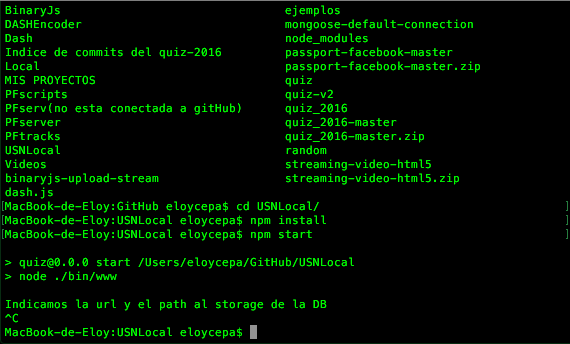 BinaryJs ejemplos
DASHEncoder mongoose-default-connection
Dash node_modules
Indice de commits del quiz-2016 passport-facebook-master
Local passport-facebook-master.zip
MIS PROYECTOS quiz
PFscripts quiz-v2
PFserv(no esta conectada a gitHub) quiz_2016
PFserver quiz_2016-master
PFtracks quiz_2016-master.zip
USNLocal random
Videos streaming-video-html5
binaryjs-upload-stream streaming-video-html5.zip
dash.js
[MacBook-de-Eloy:GitHub eloycepa$ cd USNLocal/ ]
[MacBook-de-Eloy:USNLocal eloycepa$ npm install ]
[MacBook-de-Eloy:USNLocal eloycepa$ npm start ]
> quiz@0.0.0 start /Users/eloycepa/GitHub/USNLocal
> node ./bin/www
Indicamos la url y el path al storage de la DB
^C
MacBook-de-Eloy:USNLocal eloycepa$